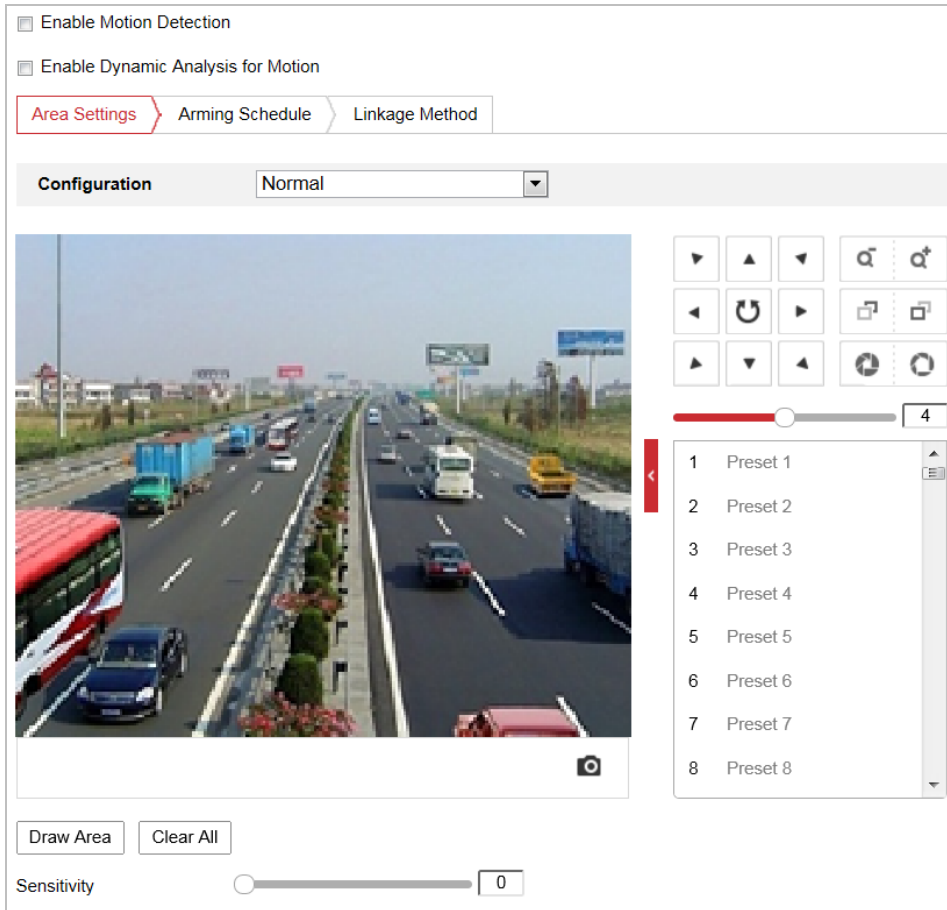 Enable Motion Detection
Enable Dynamic Analysis for Motion
Area Settings Arming Schedule Linkage Method
Configuration Normal
4
1 Preset 1
2 Preset 2
3 Preset 3
4 Preset 4
5 Preset 5
6 Preset 6
7 Preset 7
8 Preset 8
Draw Area Clear All
Sensitivity 0